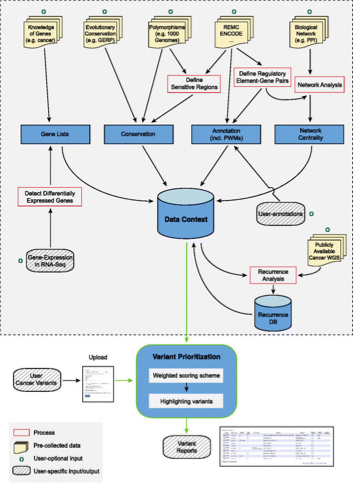 Knowledge
of Genes
(e.g. cancer)
Evolutionary
Conservation
(e.g. GERP)
Polymorphisms
(e.g. 1000
Genomes)
REMC
ENCODE
...
Biological
Network
(e.g. PPI)
Define
Sensitive Regions
Define Regulatory
Element-Gene Pairs
Network Analysis
Gene Lists
Conservation
Annotation
(incl. PWMs)
Network
Centrality
Detect Differentially
Expressed Genes
Data Context
User-annotations
Gene-Expression
in RNA-Seq
Publicly
Available
Cancer WGS
Recurrence
Analysis
Recurrence
DB
User
Cancer Variants
Upload
Variant Prioritization
Weighted scoring scheme
Highlighting variants
Variant
Reports
Process
Pre-collected data
User-optional Input
User-specific Input/output